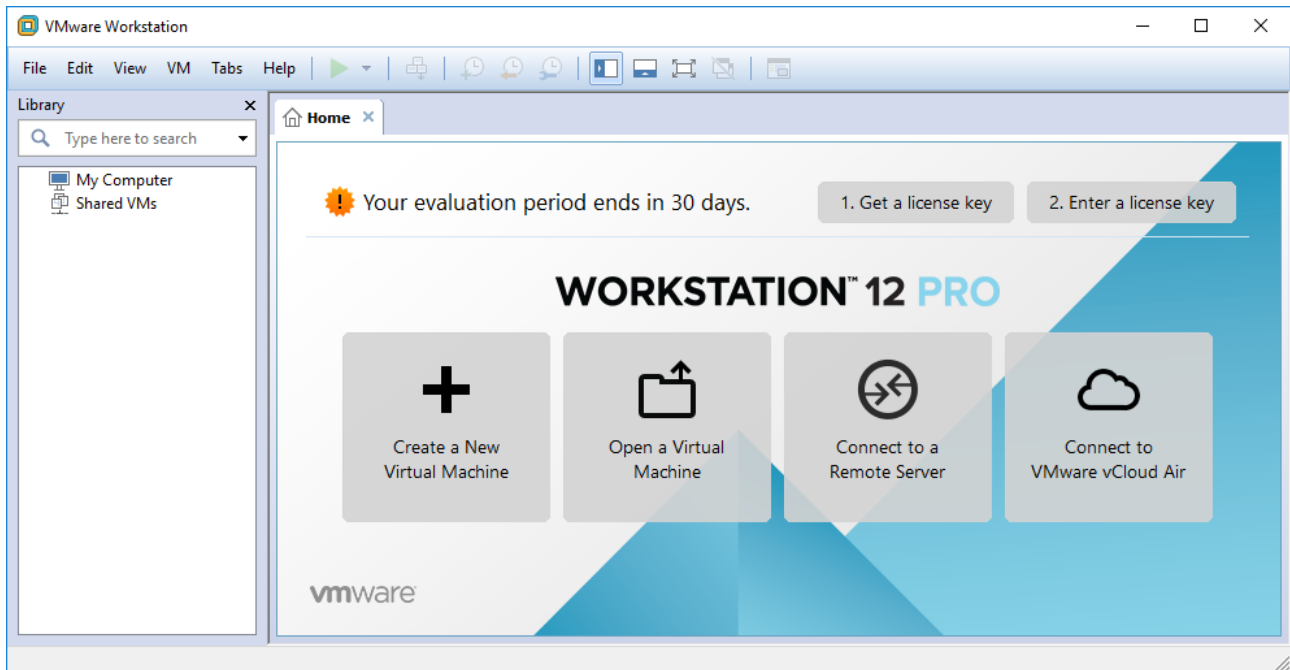 VMware Workstation
File Edit View VM Tabs Help
Library
Type here to search
My Computer
Shared VMs
Home
Your evaluation period ends in 30 days.
1. Get a license key
2. Enter a license key
WORKSTATION™ 12 PRO
Create a New
Virtual Machine
Open a Virtual
Machine
Connect to a
Remote Server
Connect to
VMware vCloud Air
vmware